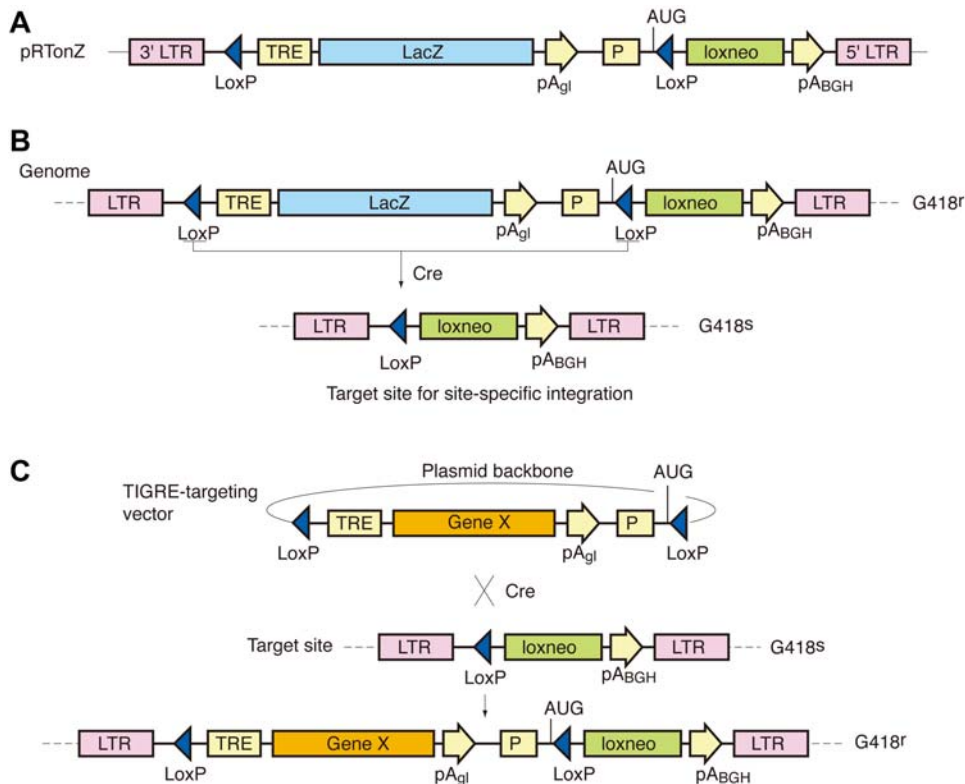 A
pRTonZ
3' LTR
TRE
LacZ
P
AUG
loxneo
5' LTR
LoxP
pAgl
LoxP
pABGH
B
Genome
LTR
TRE
LacZ
P
AUG
loxneo
LTR
G418r
LoxP
pAgl
LoxP
pABGH
Cre
LTR
loxneo
LTR
G418s
LoxP
pABGH
Target site for site-specific integration
C
Plasmid backbone
TIGRE-targeting
vector
AUG
TRE
Gene X
P
LoxP
pAgl
LoxP
Cre
Target site
LTR
loxneo
LTR
G418s
LoxP
pABGH
AUG
LTR
TRE
Gene X
P
loxneo
LTR
G418r
LoxP
pAgl
LoxP
pABGH